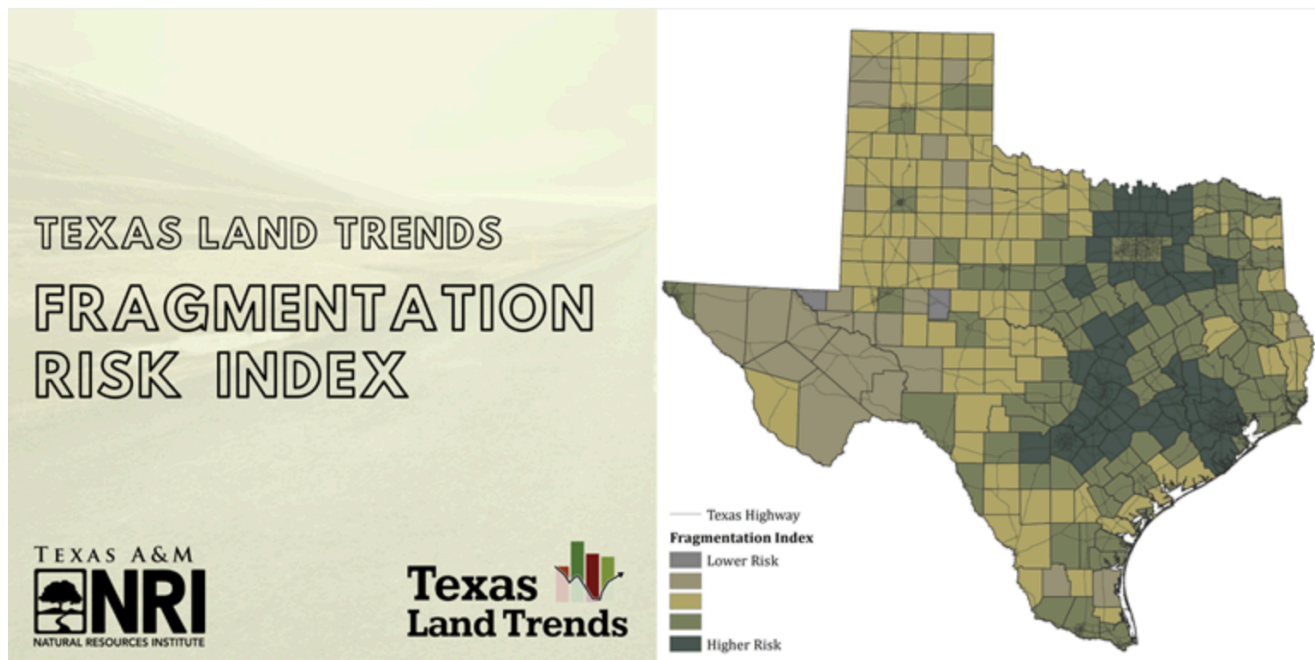 TEXAS LAND TRENDS
FRAGMENTATION
RISK INDEX
TEXAS A&M
NRI
NATURAL RESOURCES INSTITUTE
Texas
Land Trends
Texas Highway
Fragmentation Index
Lower Risk
Higher Risk